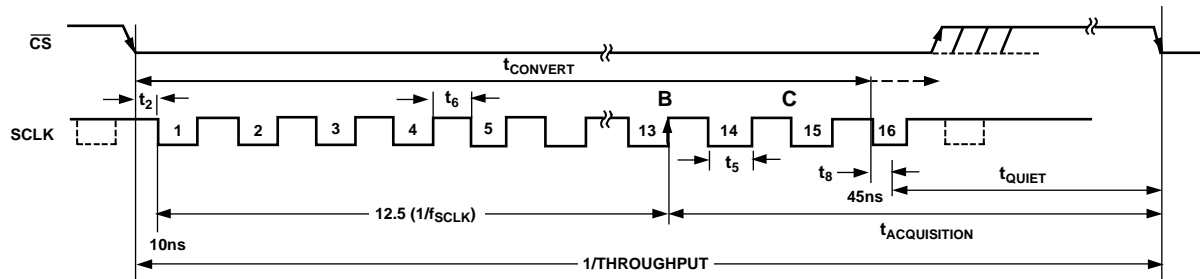 CS
tCONVERT
t2
t6
B
C
SCLK
1
2
3
4
5
13
14
15
16
t5
t8
tQUIET
45ns
12.5 (1/fSCLK)
tACQUISITION
10ns
1/THROUGHPUT